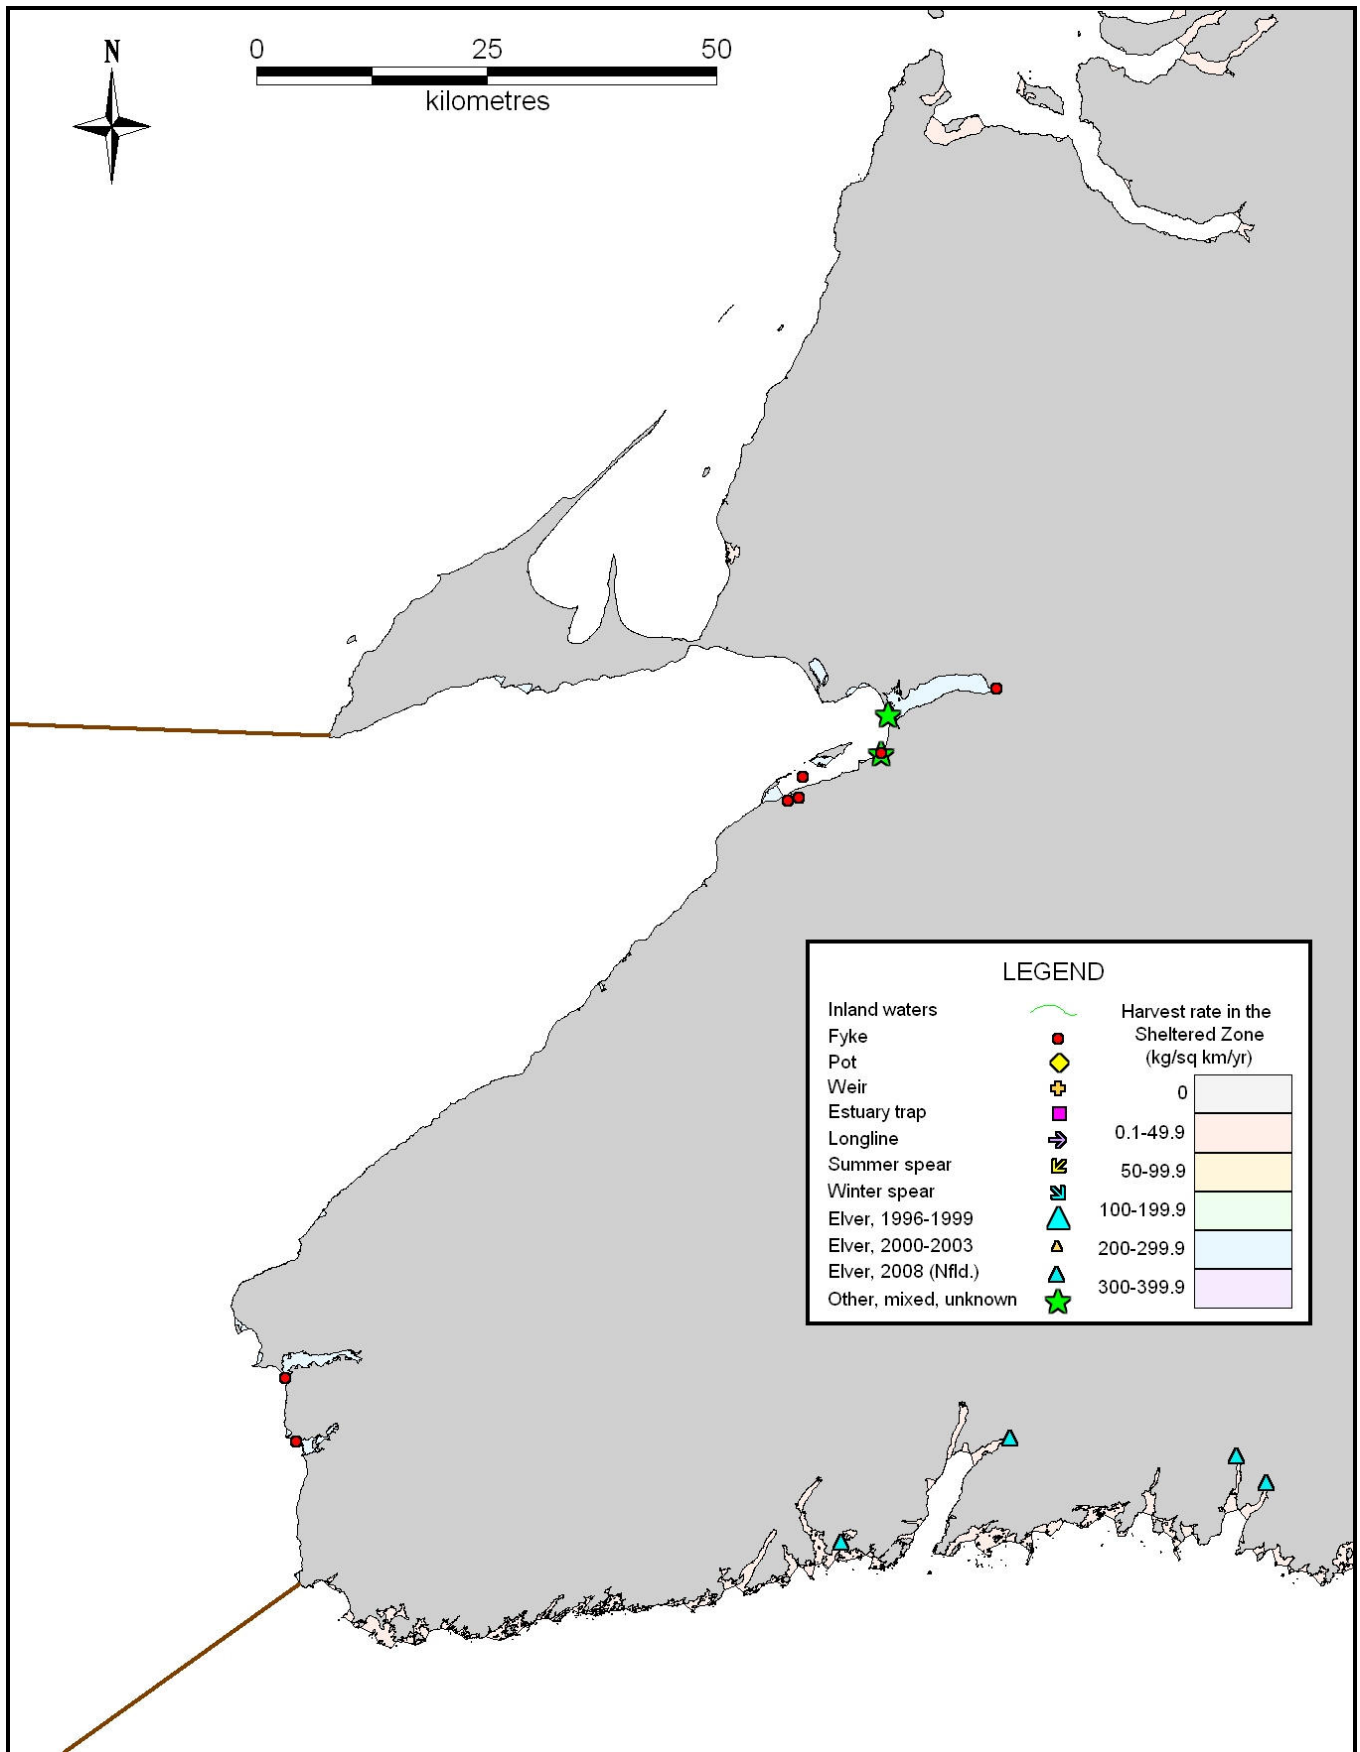 N
0 25 50
kilometres
LEGEND
Inland waters
Fyke
Pot
Weir
Estuary trap
Longline
Summer spear
Winter spear
Elver, 1996-1999
Elver, 2000-2003
Elver, 2008 (Nfld.)
Other, mixed, unknown
Harvest rate in the
Sheltered Zone
(kg/sq km/yr)
0
0.1-49.9
50-99.9
100-199.9
200-299.9
300-399.9